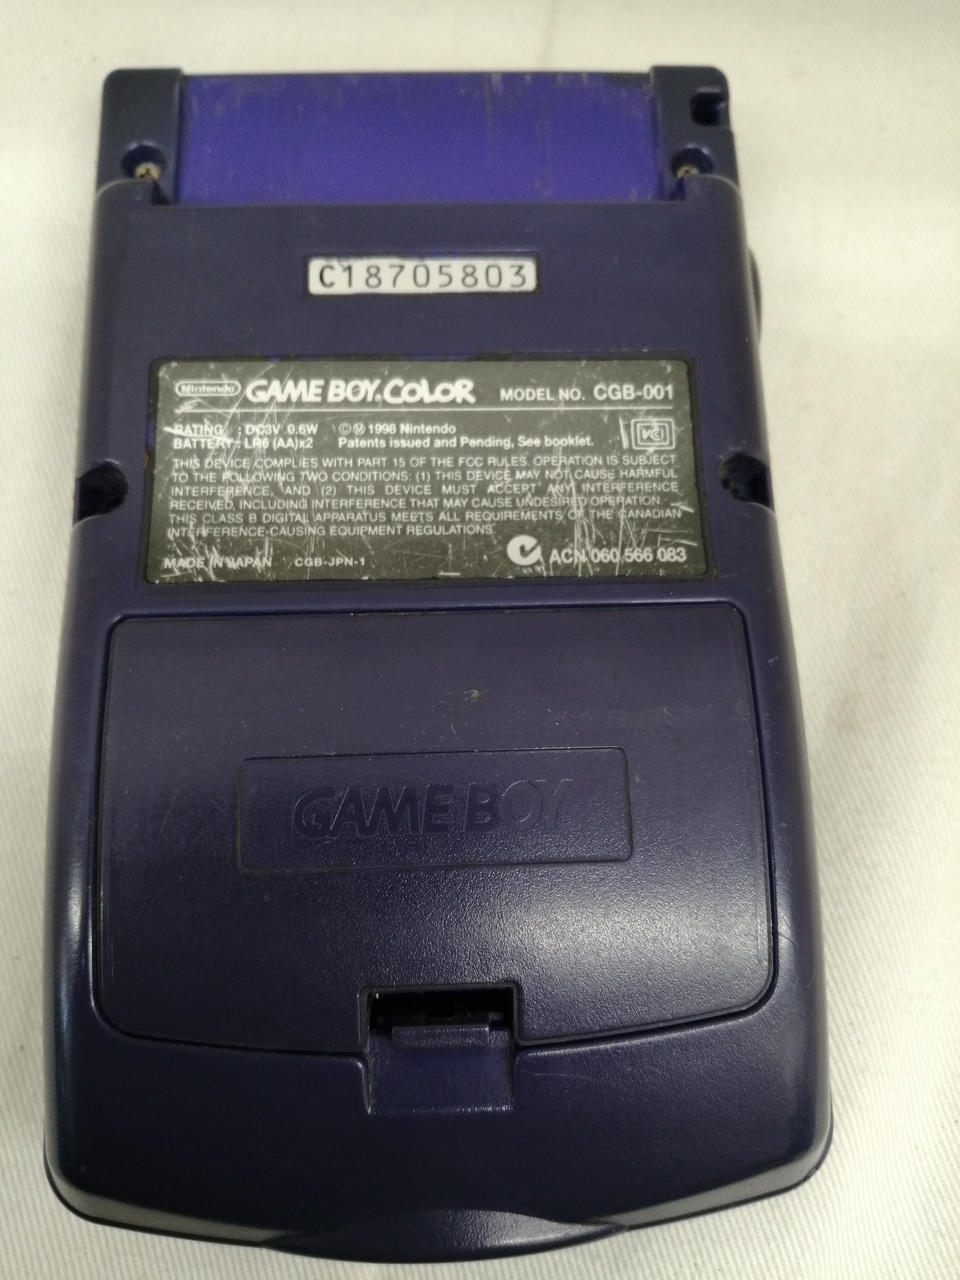 C18705803
Nintendo GAME BOY COLOR MODEL NO. CGB-001
RATING : DC3V 0.6W ©Ⓜ 1998 Nintendo
BATTERY : LR6 (AA)x2 Patents issued and Pending, See booklet.
VCI
THIS DEVICE COMPLIES WITH PART 15 OF THE FCC RULES. OPERATION IS SUBJECT
TO THE FOLLOWING TWO CONDITIONS: (1) THIS DEVICE MAY NOT CAUSE HARMFUL
INTERFERENCE, AND (2) THIS DEVICE MUST ACCEPT ANY INTERFERENCE
RECEIVED, INCLUDING INTERFERENCE THAT MAY CAUSE UNDESIRED OPERATION.
THIS CLASS B DIGITAL APPARATUS MEETS ALL REQUIREMENTS OF THE CANADIAN
INTERFERENCE-CAUSING EQUIPMENT REGULATIONS.
MADE IN JAPAN CGB-JPN-1 ACN 060 566 083
GAME BOY